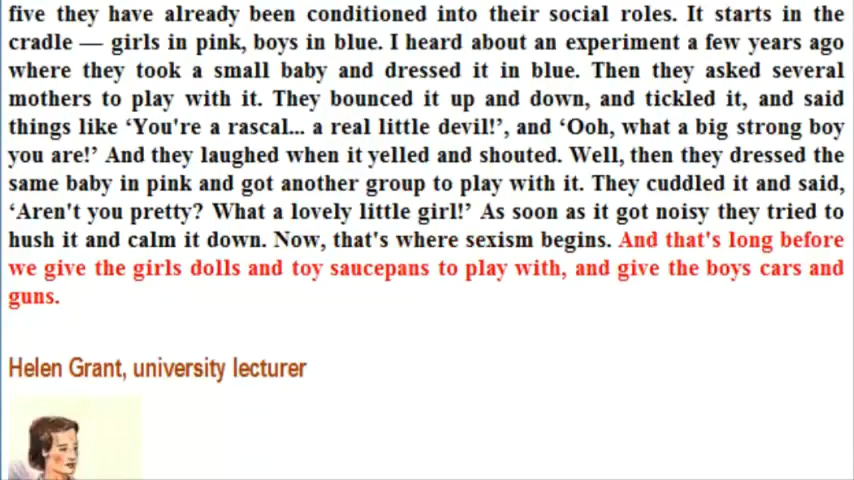 five they have already been conditioned into their social roles. It starts in the
cradle — girls in pink, boys in blue. I heard about an experiment a few years ago
where they took a small baby and dressed it in blue. Then they asked several
mothers to play with it. They bounced it up and down, and tickled it, and said
things like ‘You're a rascal... a real little devil!’, and ‘Ooh, what a big strong boy
you are!’ And they laughed when it yelled and shouted. Well, then they dressed the
same baby in pink and got another group to play with it. They cuddled it and said,
‘Aren't you pretty? What a lovely little girl!’ As soon as it got noisy they tried to
hush it and calm it down. Now, that's where sexism begins. And that's long before
we give the girls dolls and toy saucepans to play with, and give the boys cars and
guns.
Helen Grant, university lecturer